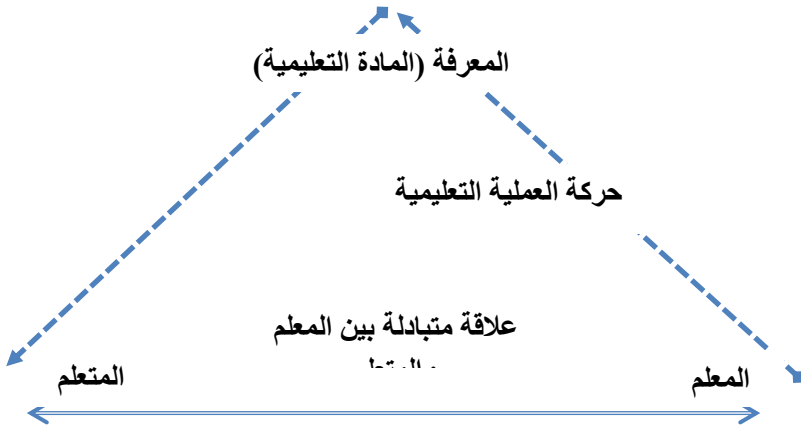 المعرفة (المادة التعليمية)
حركة العملية التعليمية
علاقة متبادلة بين المعلم
المعلم
المتعلم